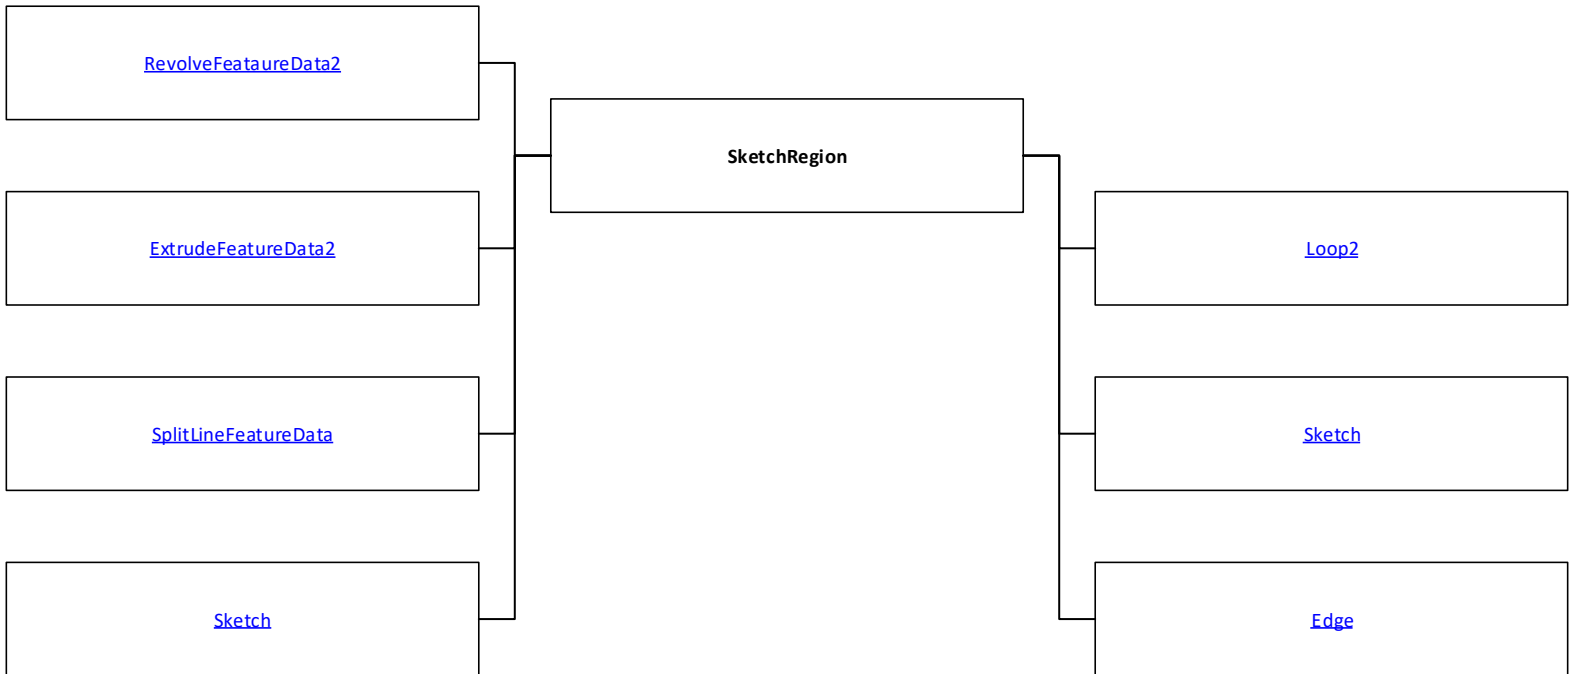 RevolveFeataureData2
SketchRegion
ExtrudeFeatureData2
Loop2
SplitLineFeatureData
Sketch
Sketch
Edge